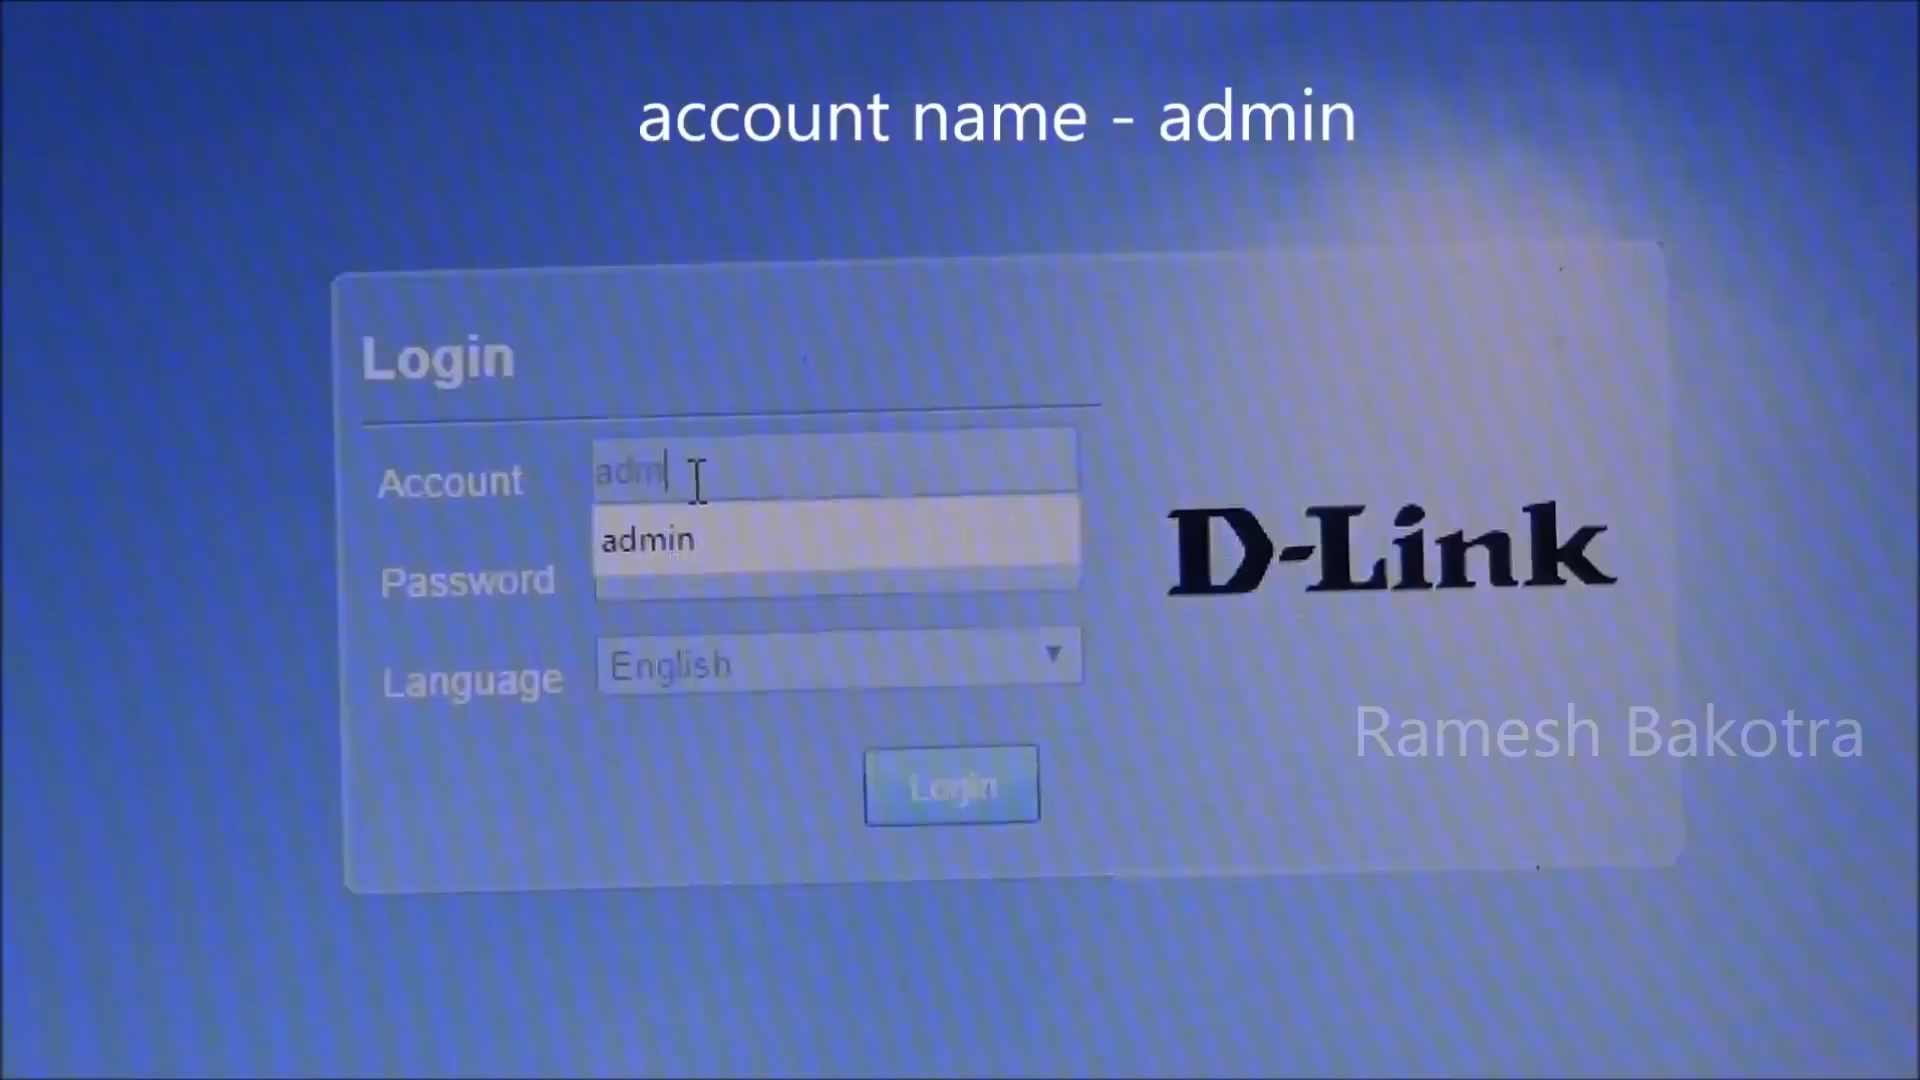 account name - admin
Login
Account
adm
admin
Password
Language
English
Login
D-Link
Ramesh Bakotra